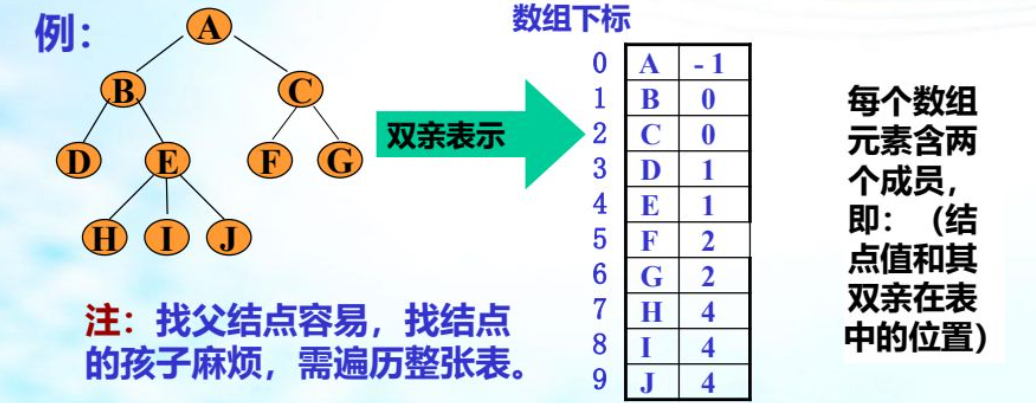 例：
A
B
C
D
E
F
G
H
I
J
双亲表示
数组下标
0 A -1
1 B 0
2 C 0
3 D 1
4 E 1
5 F 2
6 G 2
7 H 4
8 I 4
9 J 4
每个数组
元素含两
个成员，
即：（结
点值和其
双亲在表
中的位置）
注：找父结点容易，找结点
的孩子麻烦，需遍历整张表。